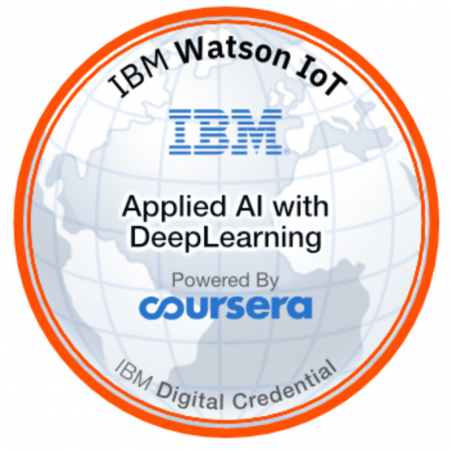 IBM Watson IoT
IBM®
Applied AI with
DeepLearning
Powered By
coursera
IBM Digital Credential